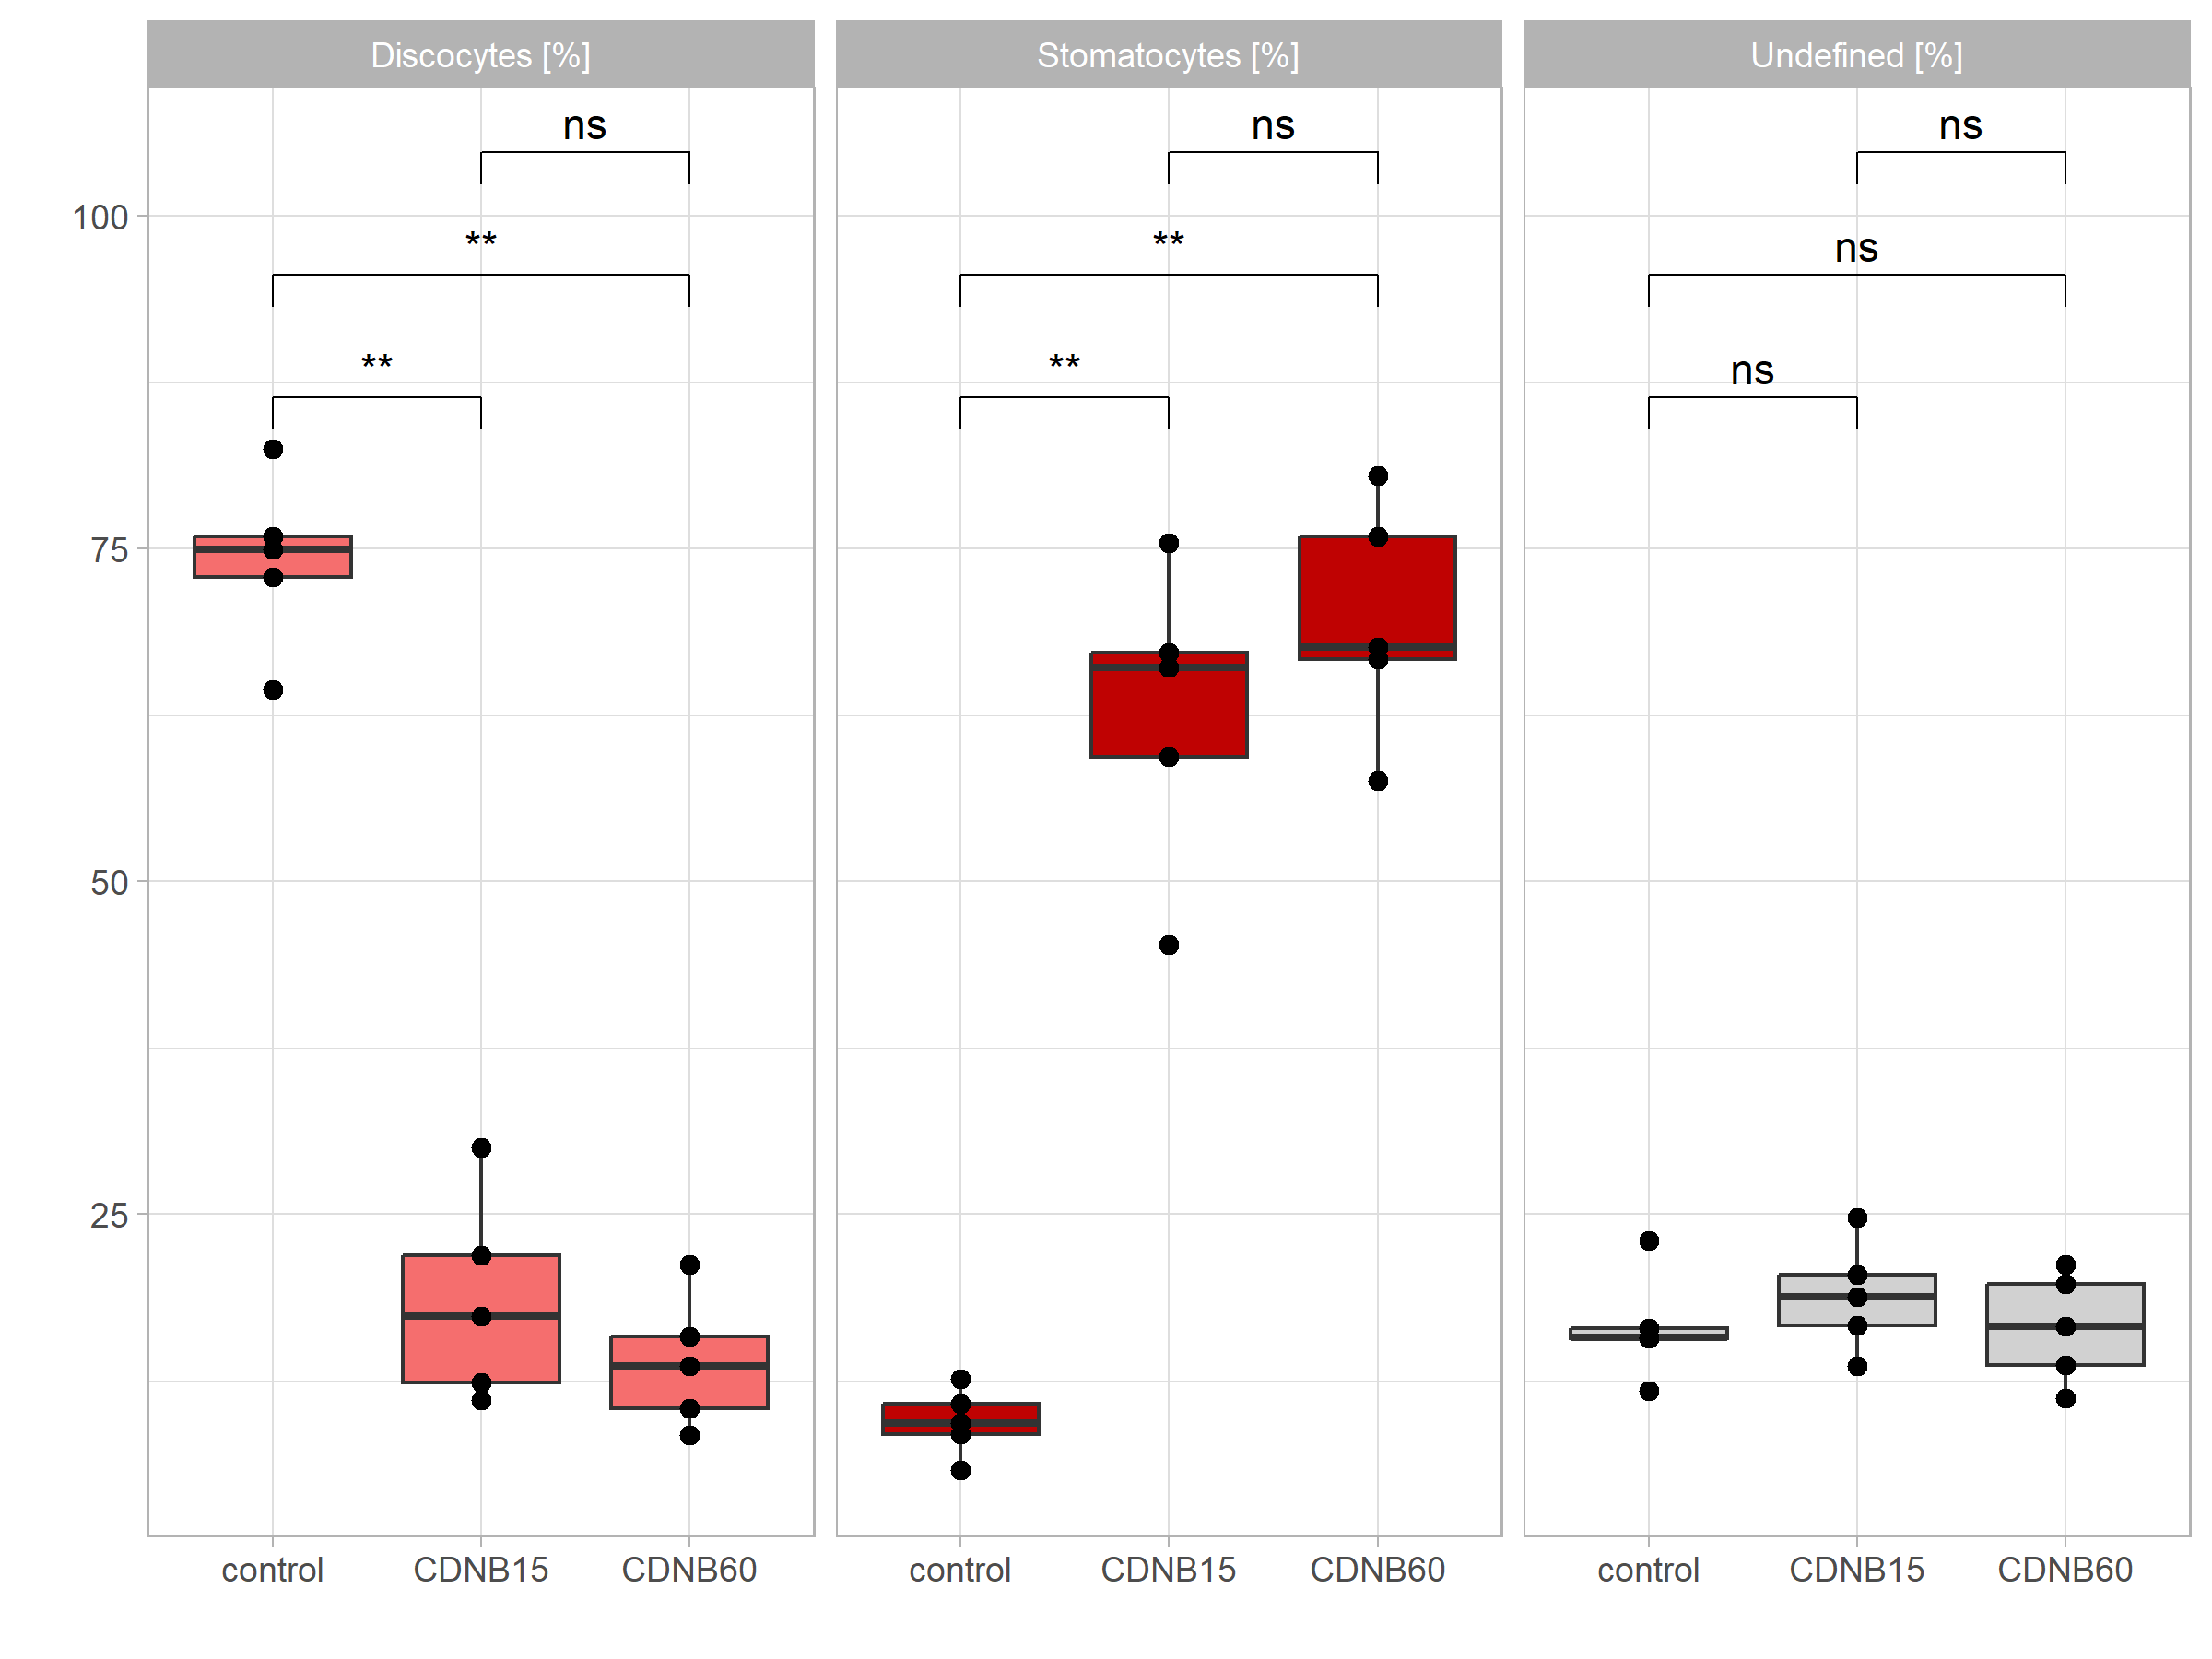 Discocytes [%] Stomatocytes [%] Undefined [%]
ns ns ns
100
** ** ns
** ** ns
75
50
25
control CDNB15 CDNB60 control CDNB15 CDNB60 control CDNB15 CDNB60